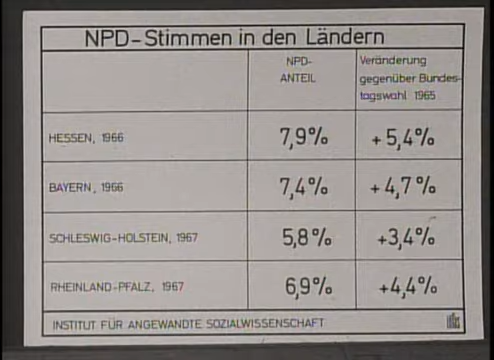 NPD-Stimmen in den Ländern
NPD-ANTEIL
Veränderung gegenüber Bundestagswahl 1965
HESSEN, 1966 7,9% +5,4%
BAYERN, 1966 7,4% +4,7%
SCHLESWIG-HOLSTEIN, 1967 5,8% +3,4%
RHEINLAND-PFALZ, 1967 6,9% +4,4%
INSTITUT FÜR ANGEWANDTE SOZIALWISSENSCHAFT